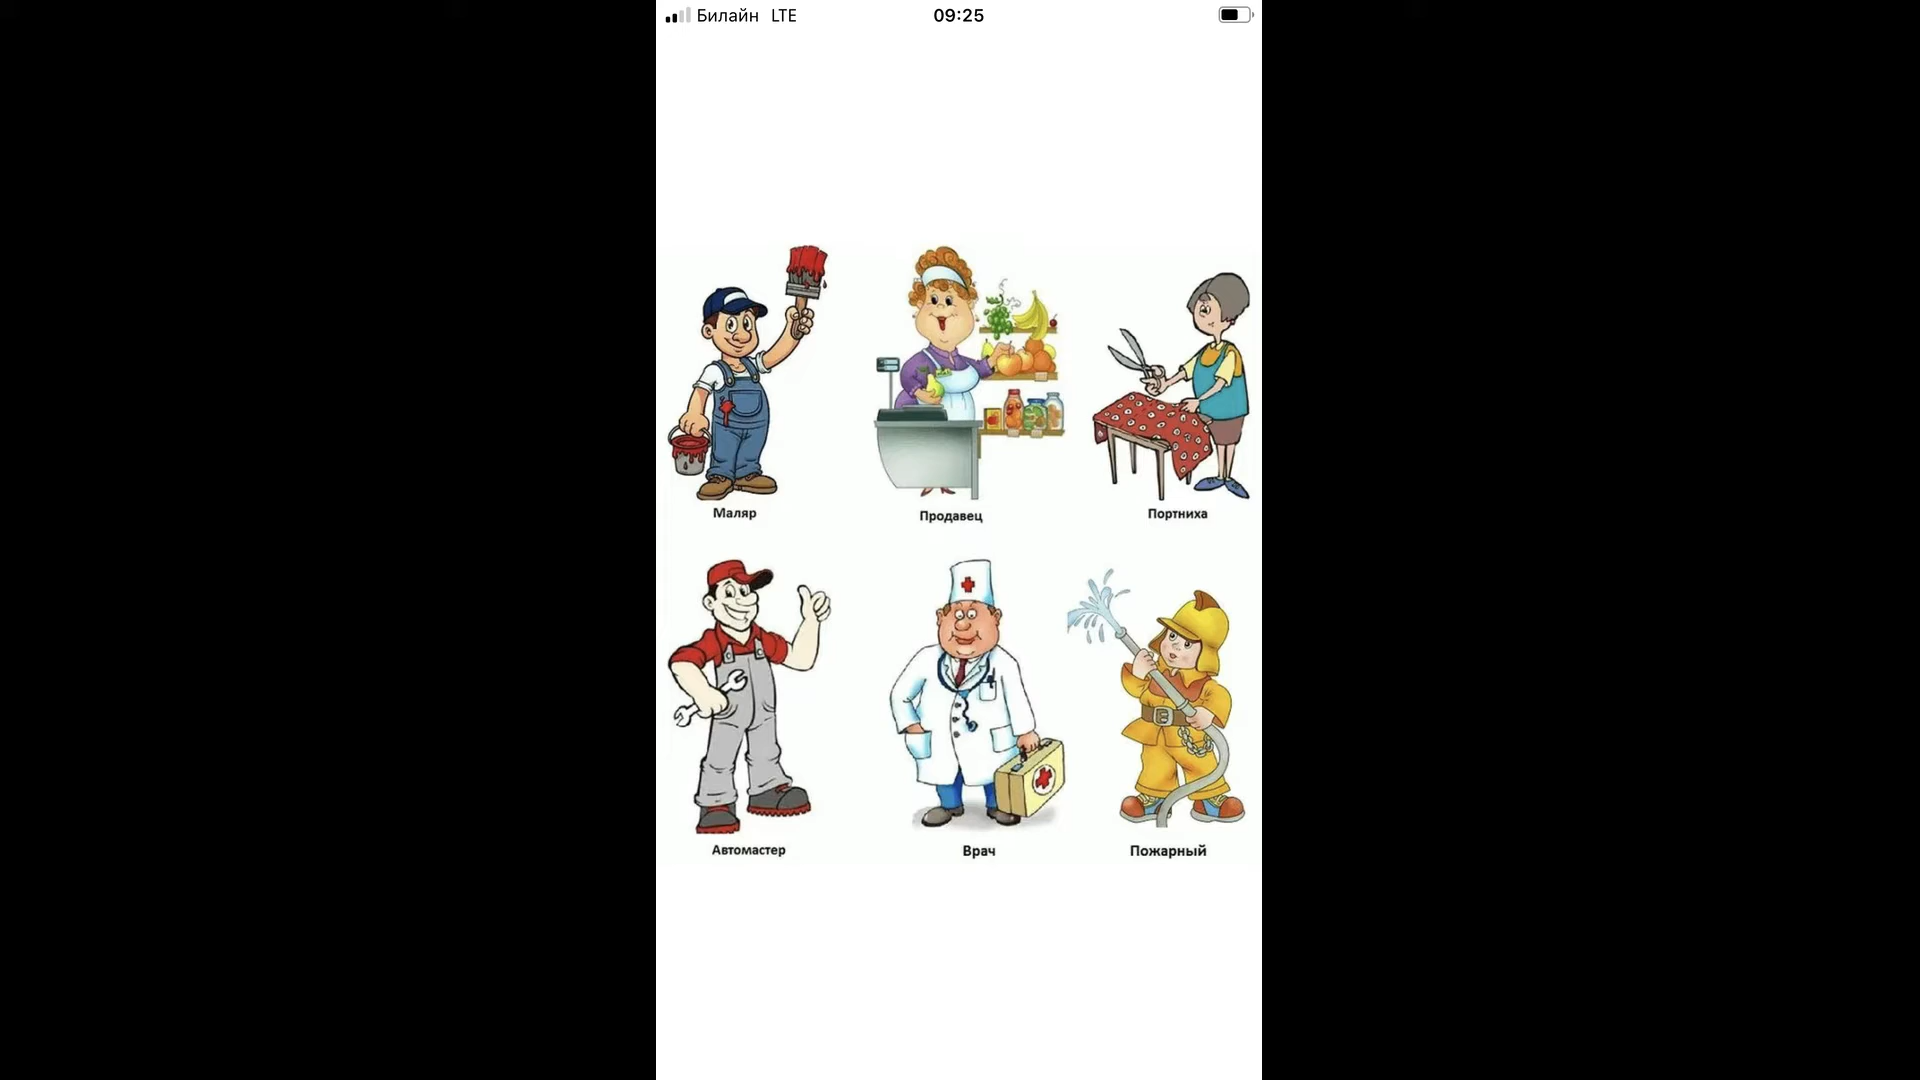 Билайн LTE 09:25
Маляр
Продавец
Портниха
Автомастер
Врач
Пожарный